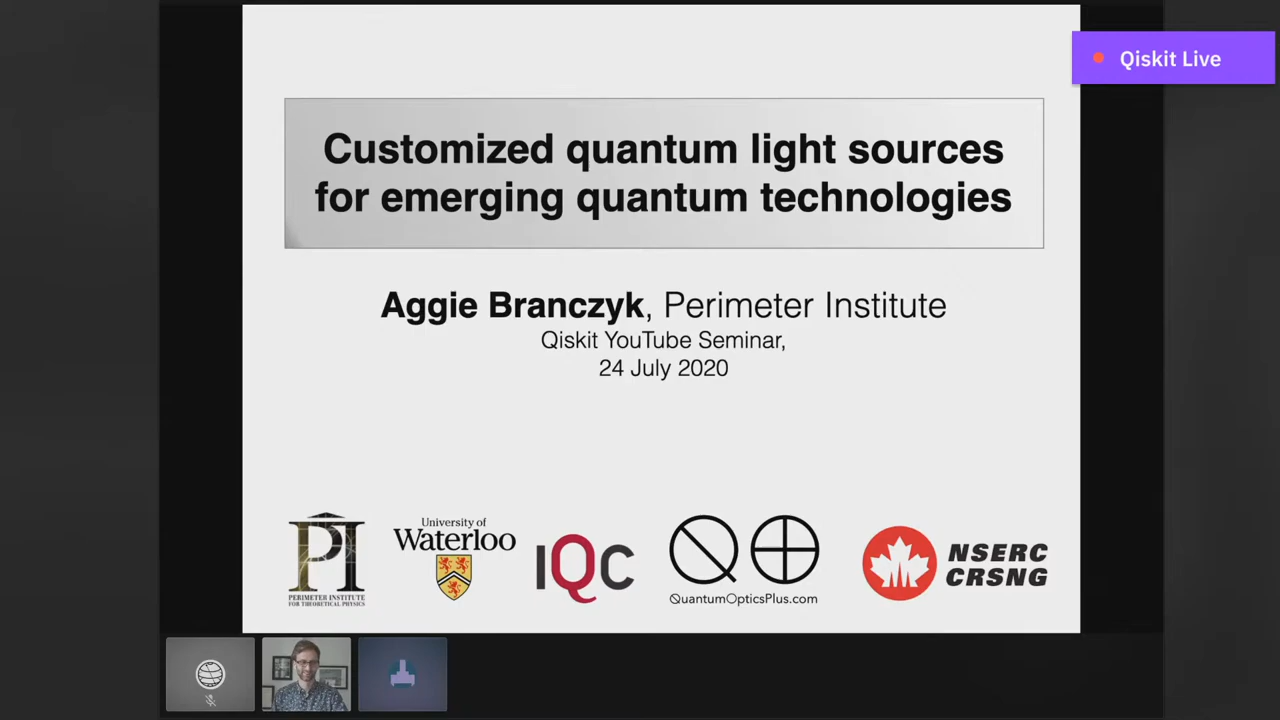 Qiskit Live
Customized quantum light sources
for emerging quantum technologies
Aggie Branczyk, Perimeter Institute
Qiskit YouTube Seminar,
24 July 2020
PI
PERIMETER INSTITUTE
FOR THEORETICAL PHYSICS
University of
Waterloo
IQC
QuantumOpticsPlus.com
NSERC
CRSNG